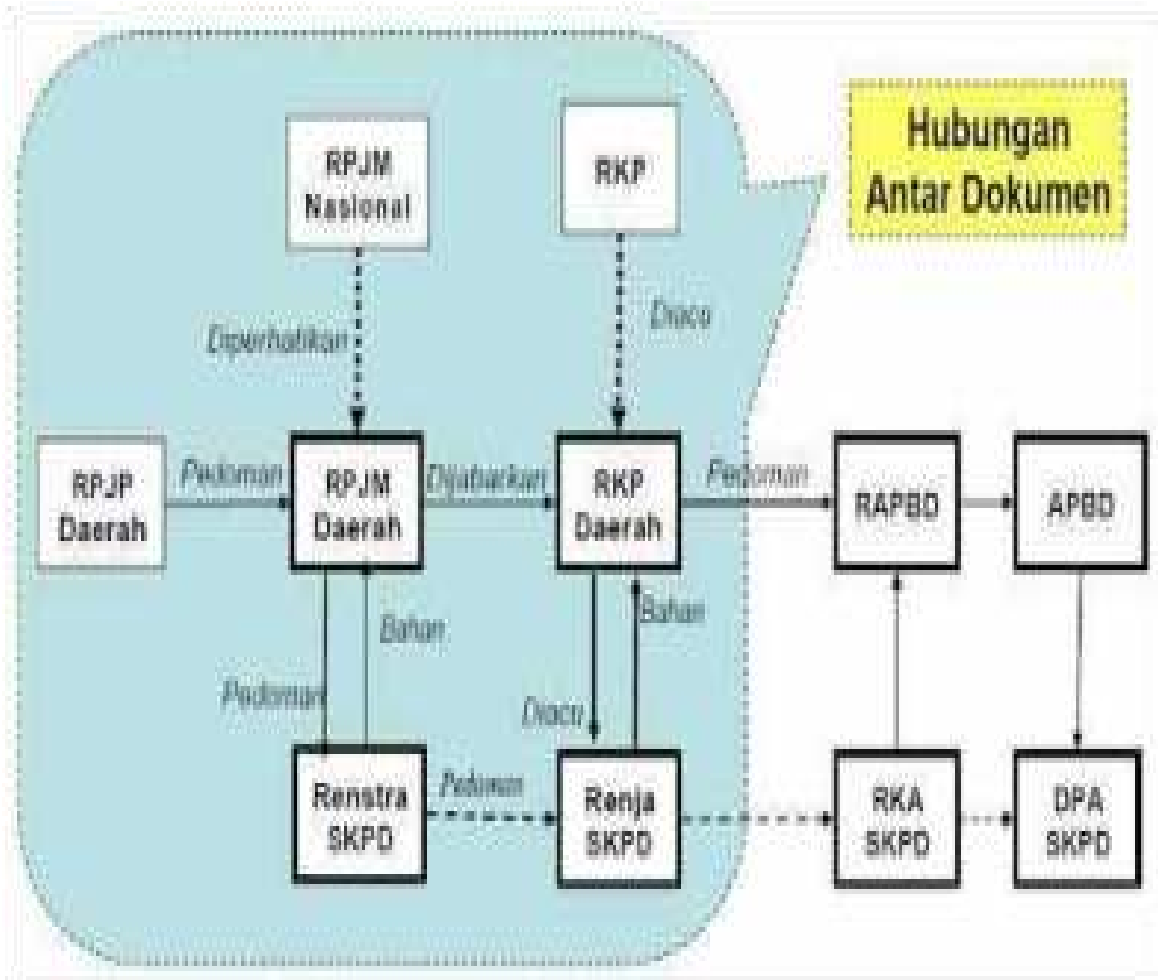 Hubungan
Antar Dokumen
RPJM
Nasional
RKP
Diperhatikan
Diacu
RPJP
Daerah
Pedoman
RPJM
Daerah
Dijabarkan
RKP
Daerah
Pedoman
RAPBD
APBD
Bahan
Bahan
Pedoman
Diacu
Renstra
SKPD
Pedoman
Renja
SKPD
RKA
SKPD
DPA
SKPD